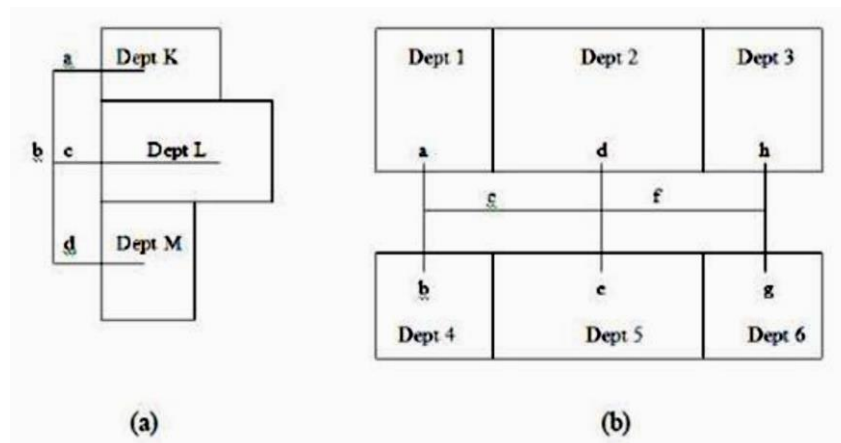 a Dept K
b c Dept L
d Dept M
(a)
Dept 1 Dept 2 Dept 3
a d h
c f
b e g
Dept 4 Dept 5 Dept 6
(b)